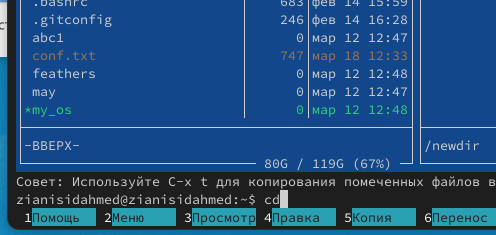 .bashrc 683 фев 14 15:59
.gitconfig 246 фев 14 16:28
abc1 0 мар 12 12:47
conf.txt 747 мар 18 12:33
feathers 0 мар 12 12:48
may 0 мар 12 12:47
*my_os 0 мар 12 12:48
-ВВЕРХ- /newdir
80G / 119G (67%)
Совет: Используйте C-x t для копирования помеченных файлов в
zianisidahmed@zianisidahmed:~$ cd
1Помощь 2Меню 3Просмотр 4Правка 5Копия 6Перенос